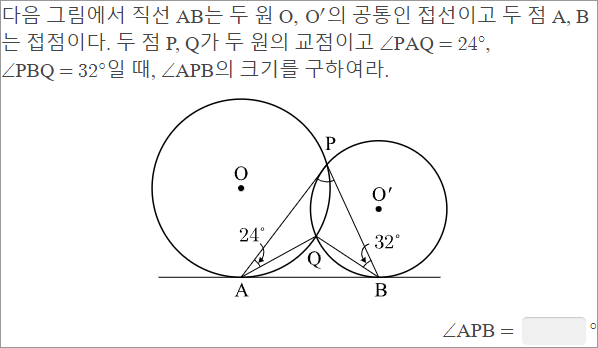 다음 그림에서 직선 AB는 두 원 O, O′의 공통인 접선이고 두 점 A, B
는 접점이다. 두 점 P, Q가 두 원의 교점이고 ∠PAQ = 24°,
∠PBQ = 32°일 때, ∠APB의 크기를 구하여라.
P
O
O′
24°
32°
Q
A
B
∠APB = °